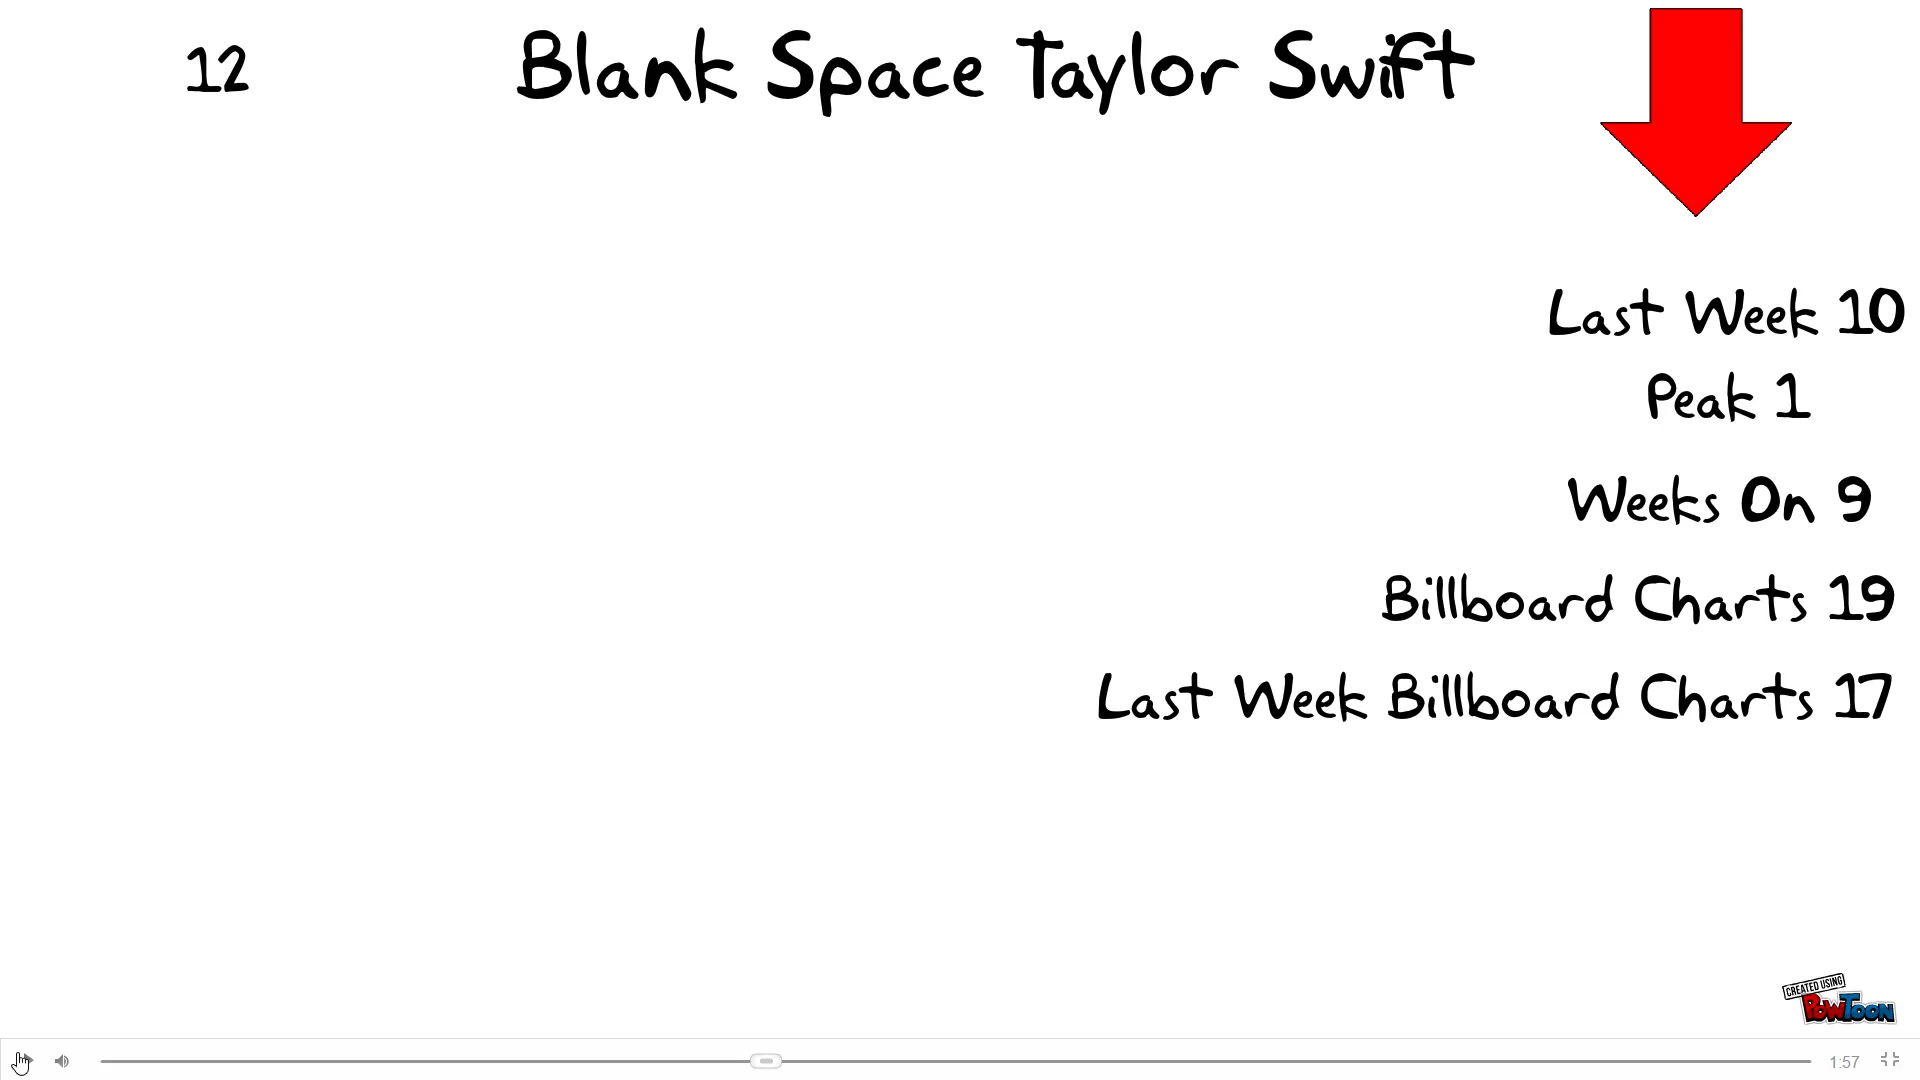 12
Blank Space Taylor Swift
Last Week 10
Peak 1
Weeks On 9
Billboard Charts 19
Last Week Billboard Charts 17
CREATED USING
POWTOON
1:57